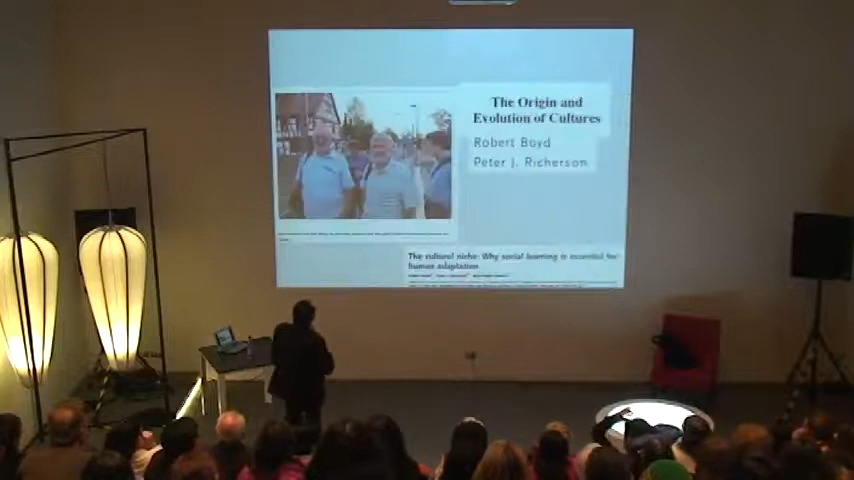 The Origin and
Evolution of Cultures
Robert Boyd
Peter J. Richerson
The cultural niche: Why social learning is essential for
human adaptation